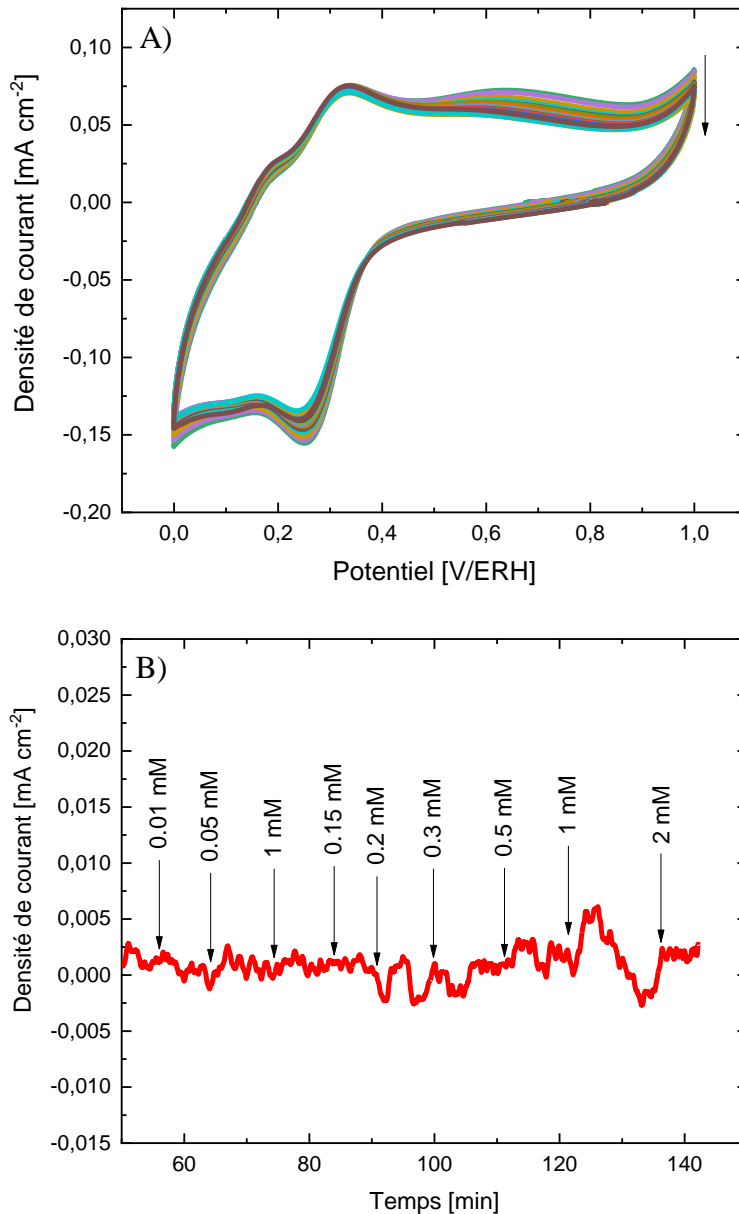 A)
0,10
0,05
0,00
-0,05
-0,10
-0,15
-0,20
Densité de courant [mA cm-2]
0,0 0,2 0,4 0,6 0,8 1,0
Potentiel [V/ERH]
B)
0,030
0,025
0,020
0,015
0,010
0,005
0,000
-0,005
-0,010
-0,015
Densité de courant [mA cm-2]
0.01 mM
0.05 mM
1 mM
0.15 mM
0.2 mM
0.3 mM
0.5 mM
1 mM
2 mM
60 80 100 120 140
Temps [min]